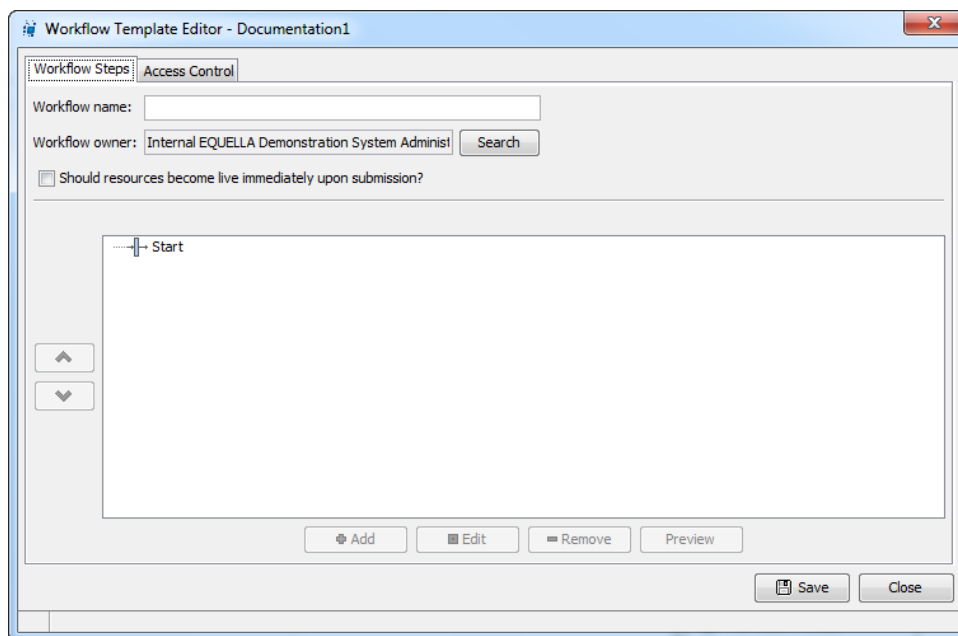 Workflow Template Editor - Documentation1
Workflow Steps Access Control
Workflow name:
Workflow owner: Internal EQUELLA Demonstration System Administ Search
Should resources become live immediately upon submission?
Start
Add Edit Remove Preview
Save Close